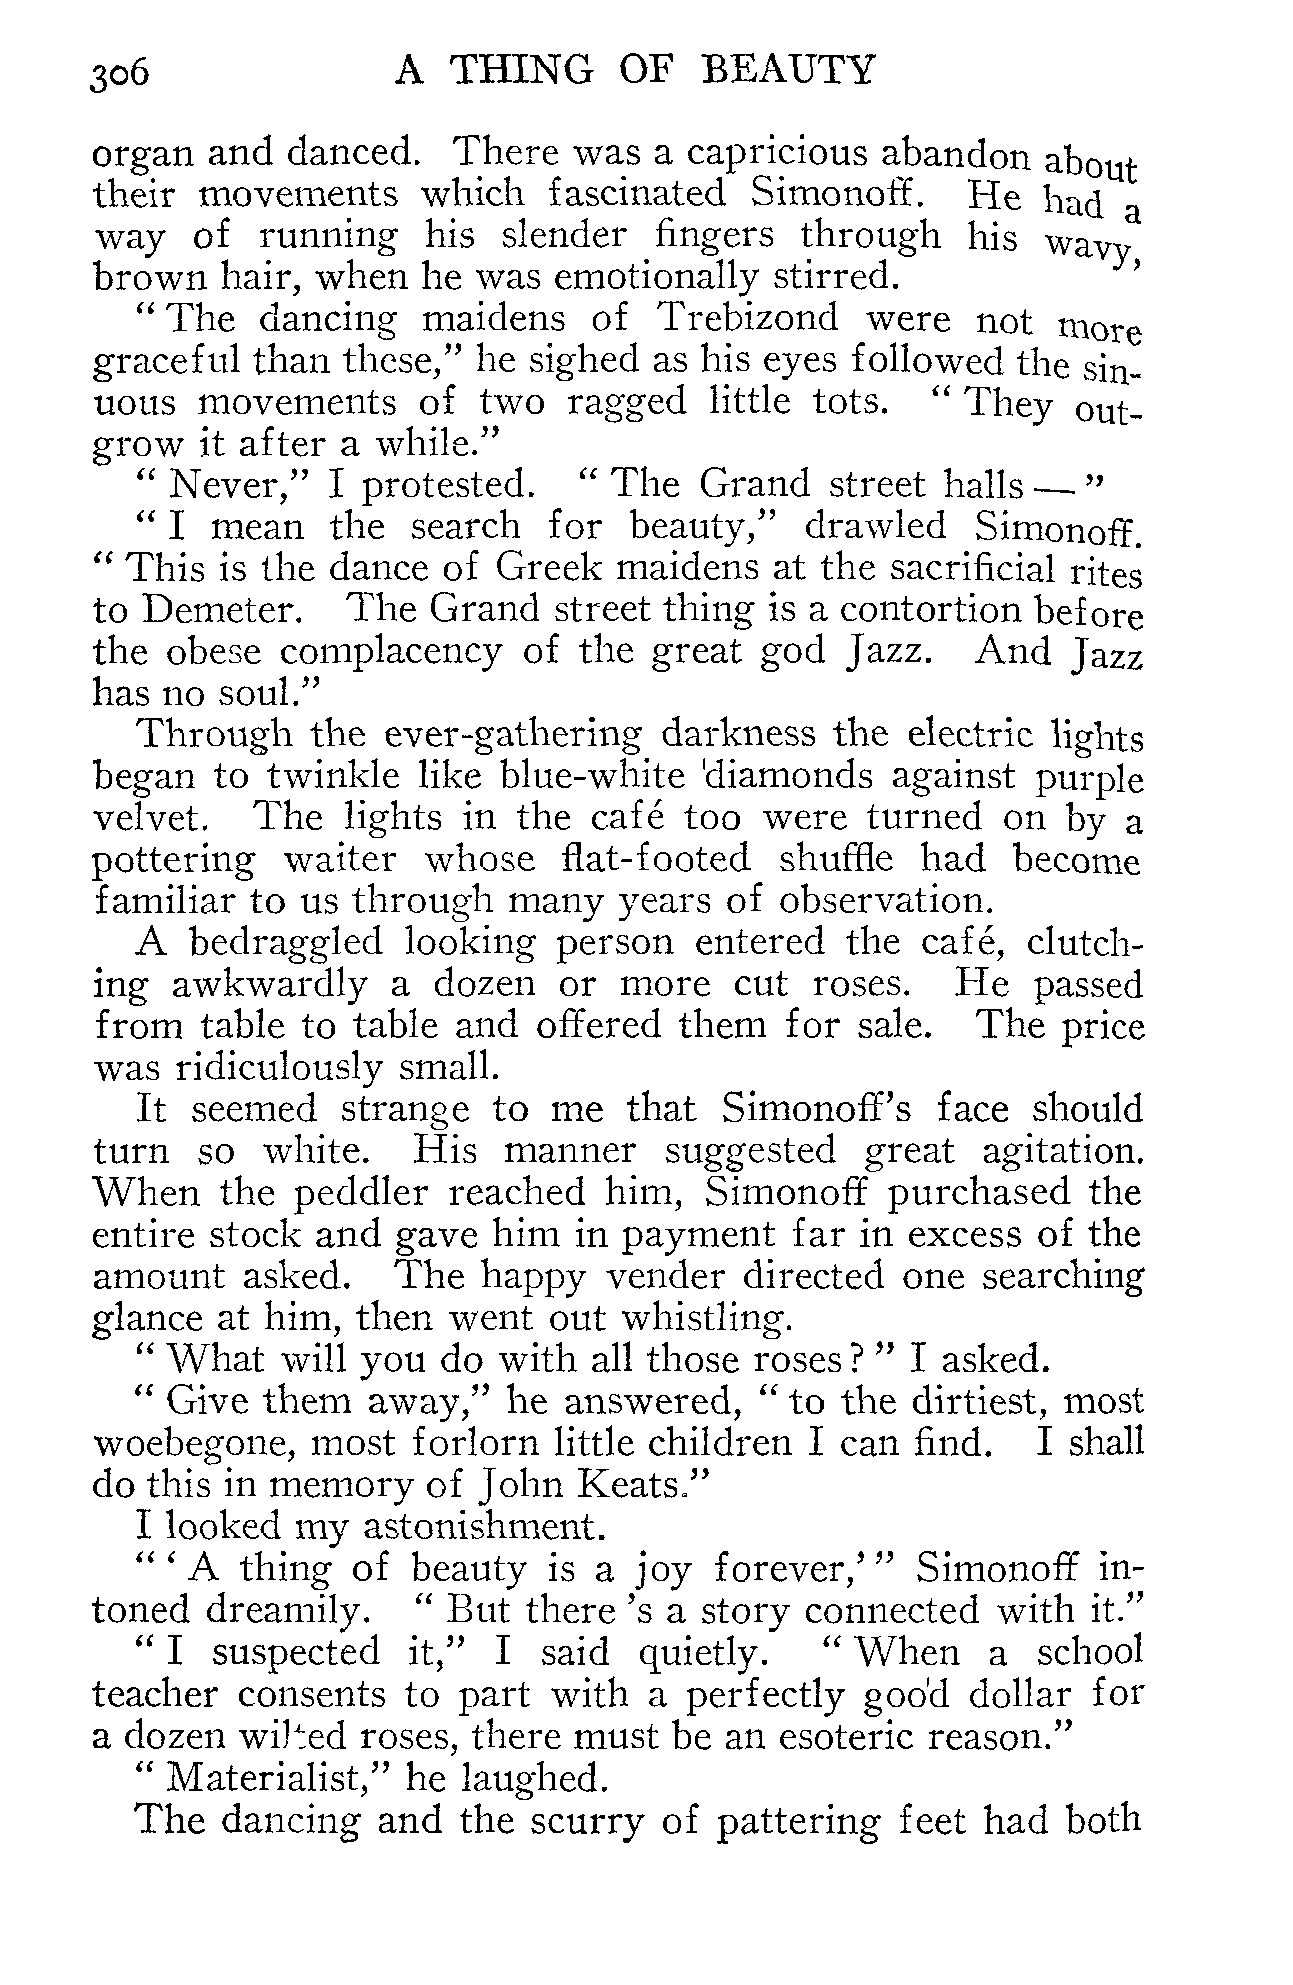 306 A THING OF BEAUTY
organ and danced. There was a capricious abandon about
their movements which fascinated Simonoff. He had a
way of running his slender fingers through his wavy,
brown hair, when he was emotionally stirred.
“ The dancing maidens of Trebizond were not more
graceful than these,” he sighed as his eyes followed the sin-
uous movements of two ragged little tots. “ They out-
grow it after a while.”
“ Never,” I protested. “ The Grand street halls — ”
“ I mean the search for beauty,” drawled Simonoff.
“ This is the dance of Greek maidens at the sacrificial rites
to Demeter. The Grand street thing is a contortion before
the obese complacency of the great god Jazz. And Jazz
has no soul.”
Through the ever-gathering darkness the electric lights
began to twinkle like blue-white diamonds against purple
velvet. The lights in the café too were turned on by a
pottering waiter whose flat-footed shuffle had become
familiar to us through many years of observation.
A bedraggled looking person entered the café, clutch-
ing awkwardly a dozen or more cut roses. He passed
from table to table and offered them for sale. The price
was ridiculously small.
It seemed strange to me that Simonoff’s face should
turn so white. His manner suggested great agitation.
When the peddler reached him, Simonoff purchased the
entire stock and gave him in payment far in excess of the
amount asked. The happy vender directed one searching
glance at him, then went out whistling.
“ What will you do with all those roses? ” I asked.
“ Give them away,” he answered, “ to the dirtiest, most
woebegone, most forlorn little children I can find. I shall
do this in memory of John Keats.”
I looked my astonishment.
“ ‘ A thing of beauty is a joy forever,’ ” Simonoff in-
toned dreamily. “ But there ’s a story connected with it.”
“ I suspected it,” I said quietly. “ When a school
teacher consents to part with a perfectly good dollar for
a dozen wilted roses, there must be an esoteric reason.”
“ Materialist,” he laughed.
The dancing and the scurry of pattering feet had both